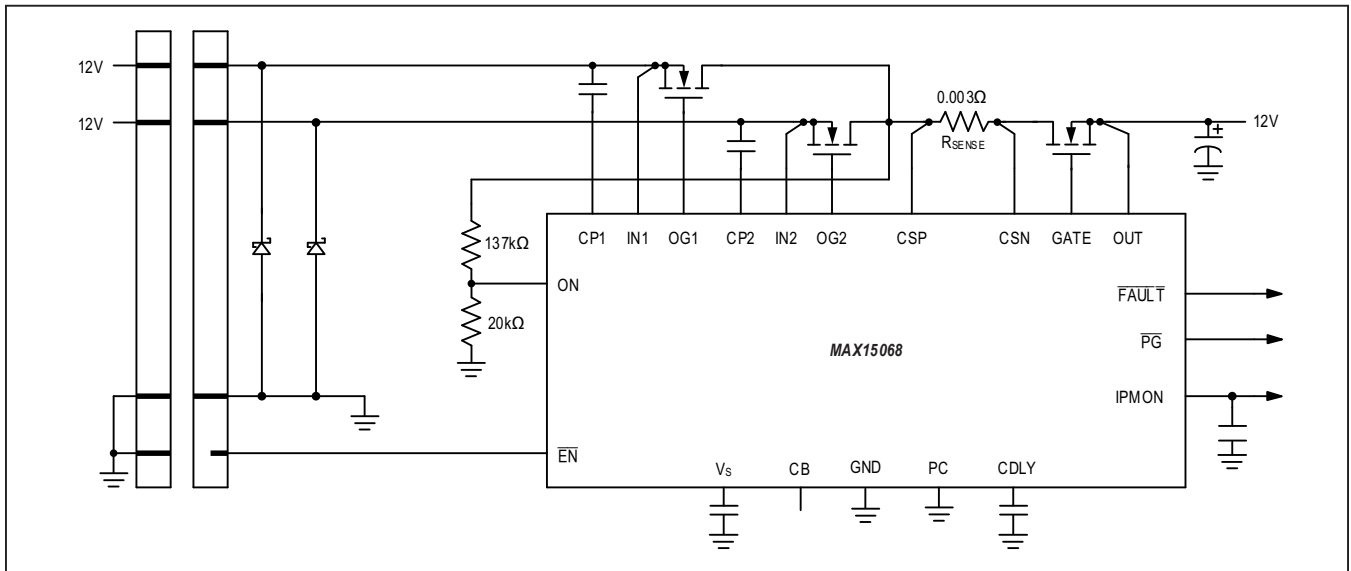 12V
12V
0.003Ω
RSENSE
12V
137kΩ
20kΩ
CP1 IN1 OG1 CP2 IN2 OG2 CSP CSN GATE OUT
ON
FAULT
MAX15068
PG
IPMON
EN
VS CB GND PC CDLY